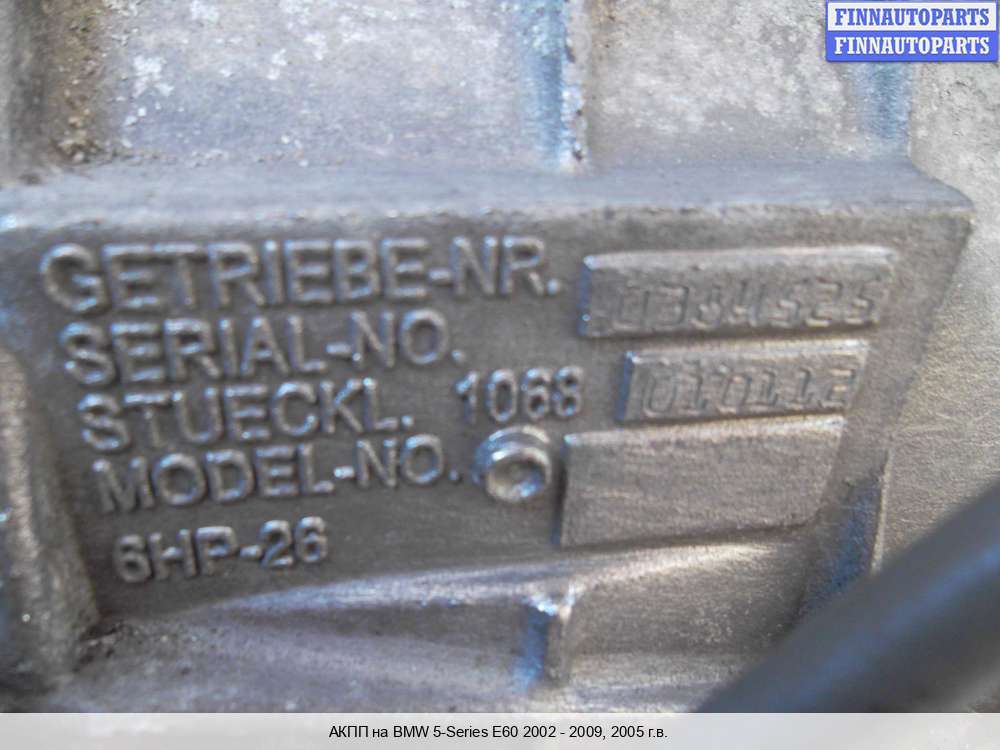 FINNAUTOPARTS
FINNAUTOPARTS
GETRIEBE-NR.
SERIAL-NO.
STUECKL. 1068
MODEL-NO.
6HP-26
АКПП на BMW 5-Series E60 2002 - 2009, 2005 г.в.